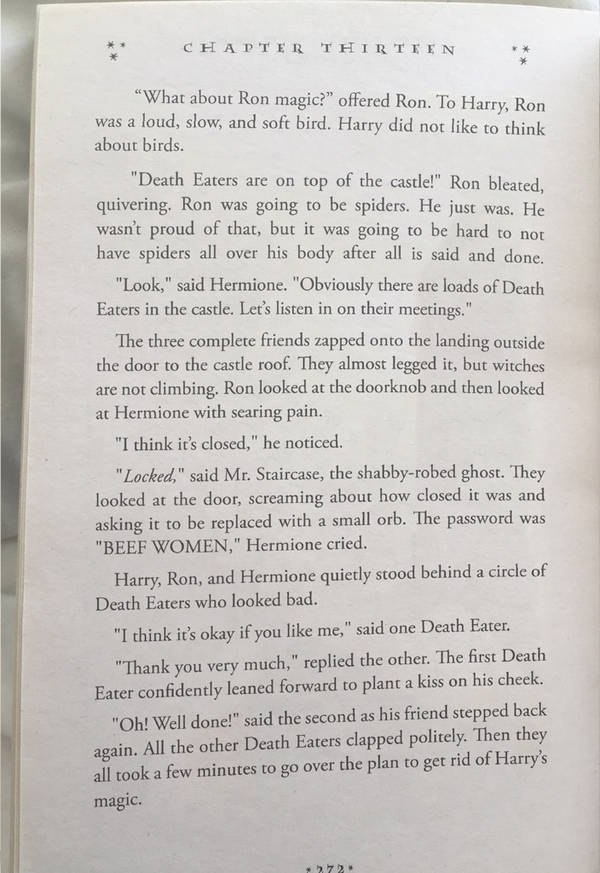 CHAPTER THIRTEEN
“What about Ron magic?” offered Ron. To Harry, Ron
was a loud, slow, and soft bird. Harry did not like to think
about birds.
"Death Eaters are on top of the castle!" Ron bleated,
quivering. Ron was going to be spiders. He just was. He
wasn’t proud of that, but it was going to be hard to not
have spiders all over his body after all is said and done.
"Look," said Hermione. "Obviously there are loads of Death
Eaters in the castle. Let’s listen in on their meetings."
The three complete friends zapped onto the landing outside
the door to the castle roof. They almost legged it, but witches
are not climbing. Ron looked at the doorknob and then looked
at Hermione with searing pain.
"I think it’s closed," he noticed.
"Locked," said Mr. Staircase, the shabby-robed ghost. They
looked at the door, screaming about how closed it was and
asking it to be replaced with a small orb. The password was
"BEEF WOMEN," Hermione cried.
Harry, Ron, and Hermione quietly stood behind a circle of
Death Eaters who looked bad.
"I think it’s okay if you like me," said one Death Eater.
"Thank you very much," replied the other. The first Death
Eater confidently leaned forward to plant a kiss on his cheek.
"Oh! Well done!" said the second as his friend stepped back
again. All the other Death Eaters clapped politely. Then they
all took a few minutes to go over the plan to get rid of Harry’s
magic.
*272*